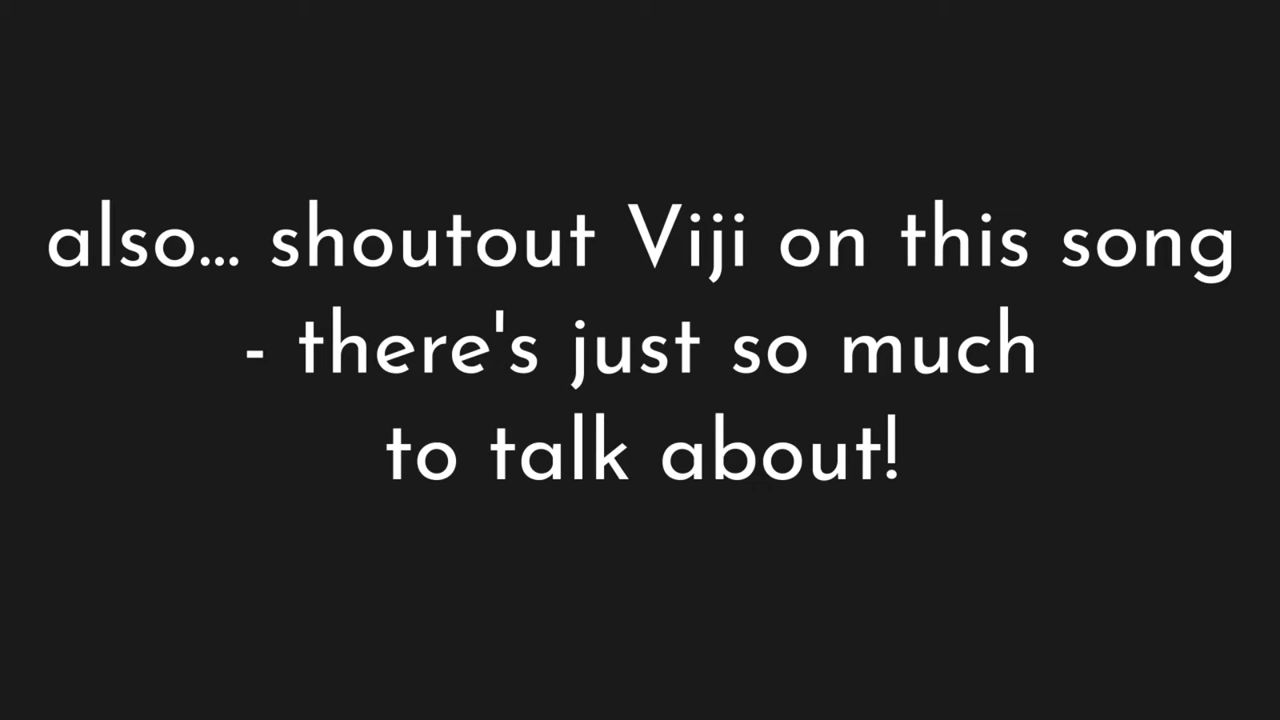 also... shoutout Viji on this song
- there's just so much
to talk about!